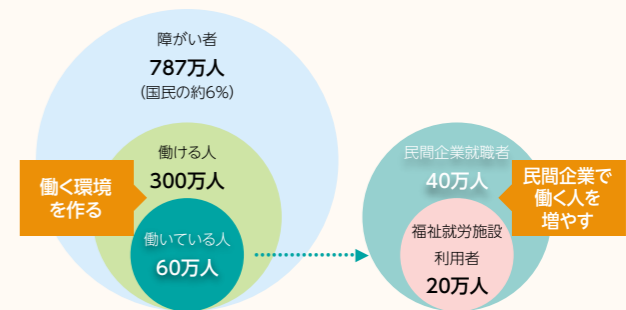 障がい者
787万人
(国民の約6%)
働ける人
300万人
働く環境
を作る
働いている人
60万人
民間企業就職者
40万人
民間企業で
働く人を
増やす
福祉就労施設
利用者
20万人